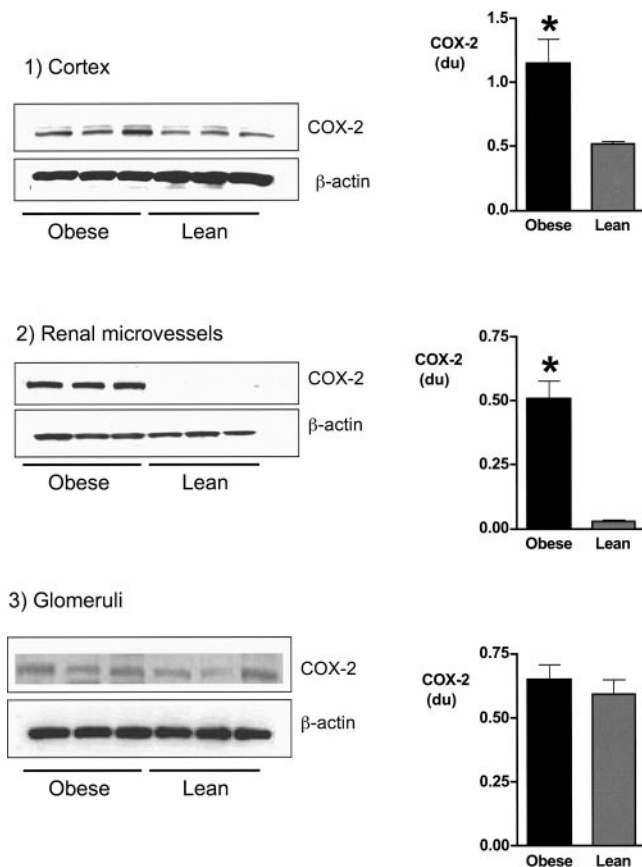 1) Cortex
COX-2
β-actin
Obese Lean
COX-2
(du)
1.5
1.0
0.5
0.0
*
Obese Lean
2) Renal microvessels
COX-2
β-actin
Obese Lean
COX-2
(du)
0.75
0.50
0.25
0.00
*
Obese Lean
3) Glomeruli
COX-2
β-actin
Obese Lean
COX-2
(du)
0.75
0.50
0.25
0.00
Obese Lean